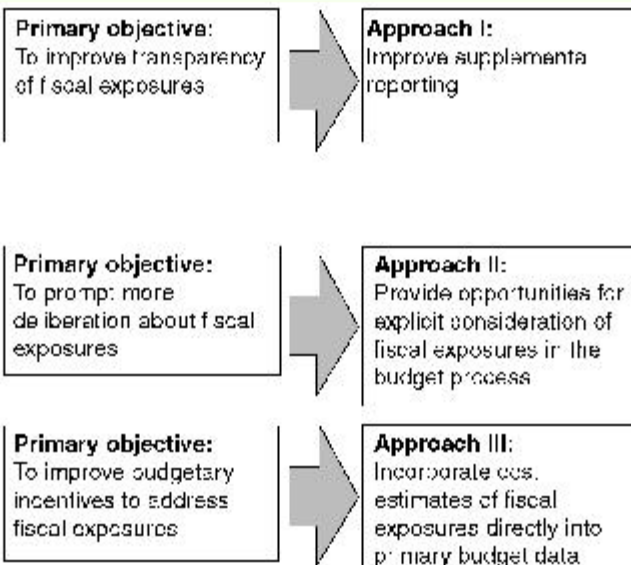 Primary objective:
To improve transparency
of fiscal exposures
Approach I:
Improve supplemental
reporting
Primary objective:
To prompt more
deliberation about fiscal
exposures
Approach II:
Provide opportunities for
explicit consideration of
fiscal exposures in the
budget process
Primary objective:
To improve budgetary
incentives to address
fiscal exposures
Approach III:
Incorporate cost
estimates of fiscal
exposures directly into
primary budget data